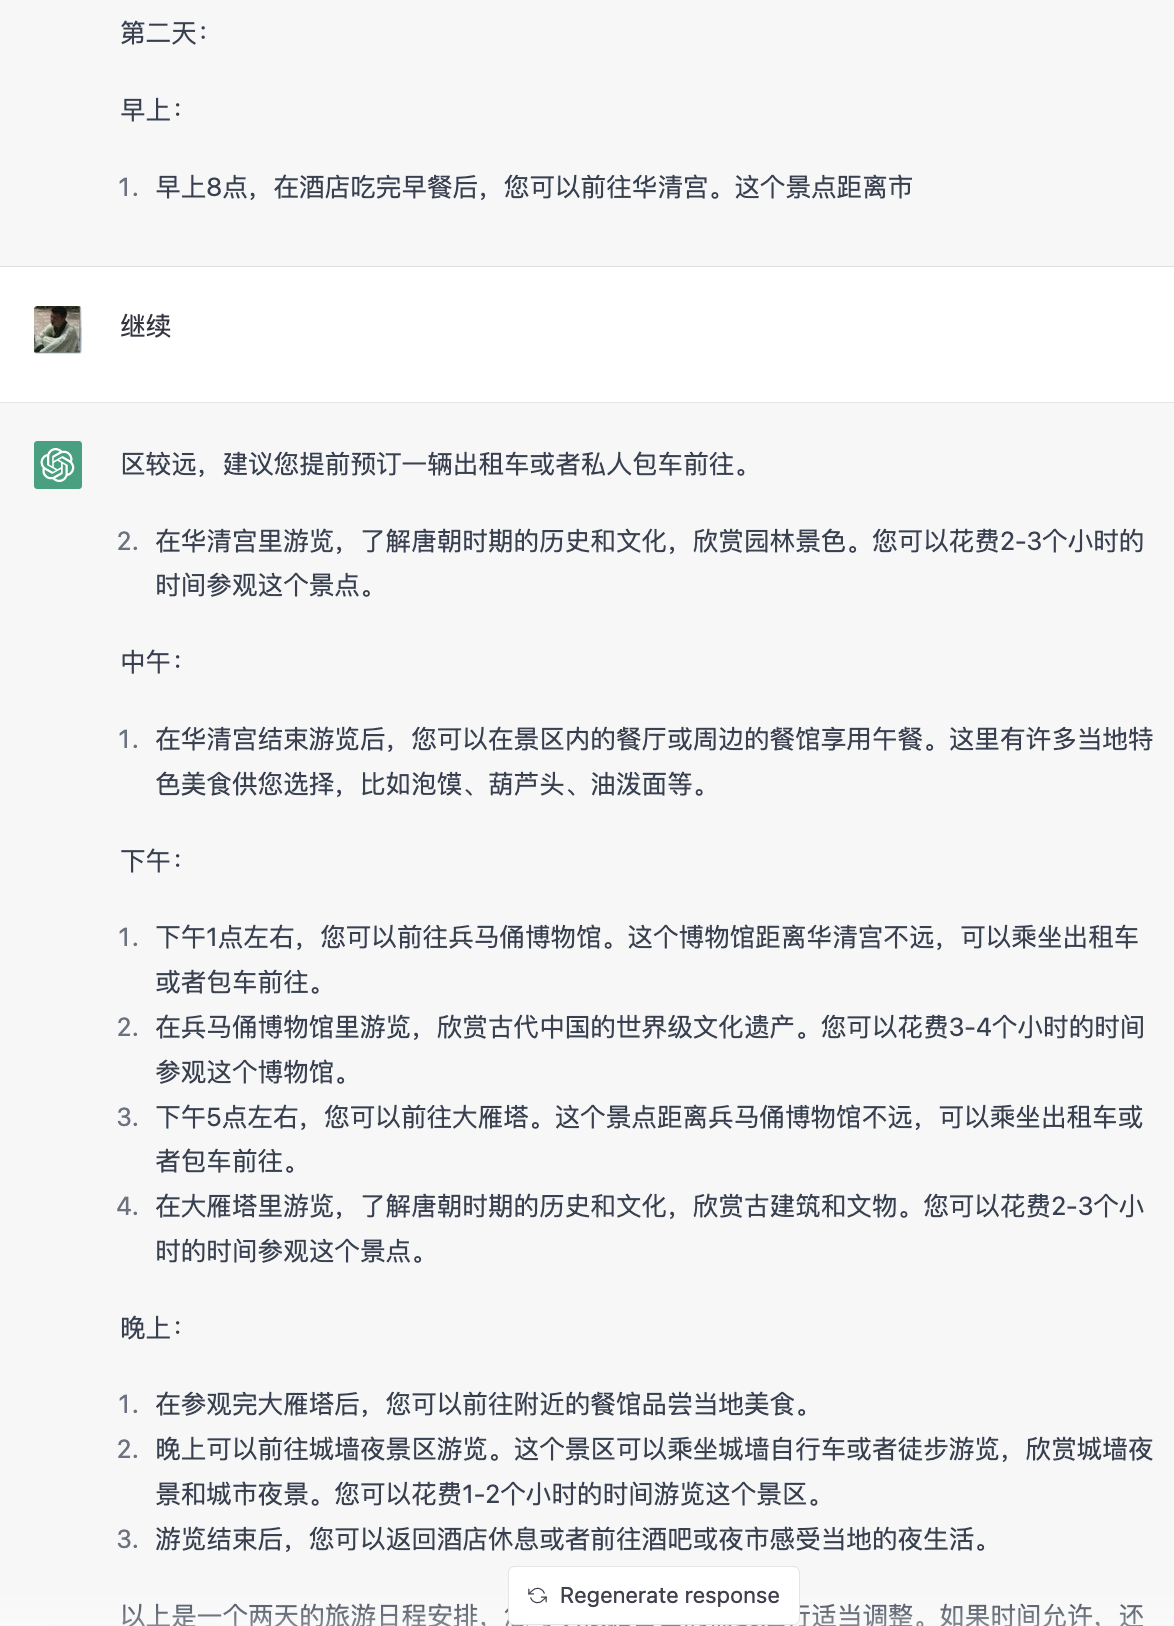 第二天：
早上：
1. 早上8点，在酒店吃完早餐后，您可以前往华清宫。这个景点距离市
继续
区较远，建议您提前预订一辆出租车或者私人包车前往。
2. 在华清宫里游览，了解唐朝时期的历史和文化，欣赏园林景色。您可以花费2-3个小时的
时间参观这个景点。
中午：
1. 在华清宫结束游览后，您可以在景区内的餐厅或周边的餐馆享用午餐。这里有许多当地特
色美食供您选择，比如泡馍、葫芦头、油泼面等。
下午：
1. 下午1点左右，您可以前往兵马俑博物馆。这个博物馆距离华清宫不远，可以乘坐出租车
或者包车前往。
2. 在兵马俑博物馆里游览，欣赏古代中国的世界级文化遗产。您可以花费3-4个小时的时间
参观这个博物馆。
3. 下午5点左右，您可以前往大雁塔。这个景点距离兵马俑博物馆不远，可以乘坐出租车或
者包车前往。
4. 在大雁塔里游览，了解唐朝时期的历史和文化，欣赏古建筑和文物。您可以花费2-3个小
时的时间参观这个景点。
晚上：
1. 在参观完大雁塔后，您可以前往附近的餐馆品尝当地美食。
2. 晚上可以前往城墙夜景区游览。这个景区可以乘坐城墙自行车或者徒步游览，欣赏城墙夜
景和城市夜景。您可以花费1-2个小时的时间游览这个景区。
3. 游览结束后，您可以返回酒店休息或者前往酒吧或夜市感受当地的夜生活。
Regenerate response
以上是一个两天的旅游日程安排，行适当调整。如果时间允许，还